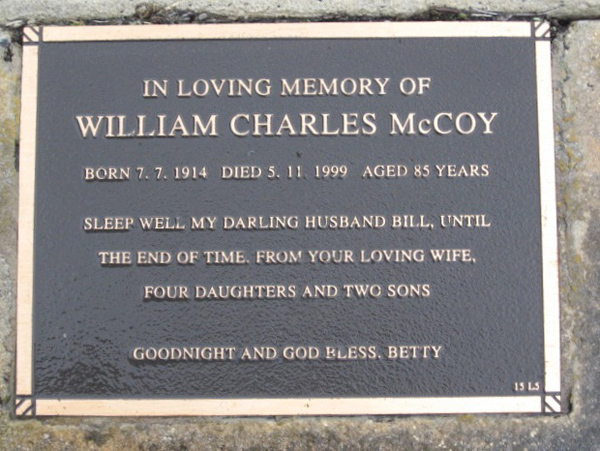 IN LOVING MEMORY OF
WILLIAM CHARLES McCOY
BORN 7. 7. 1914 DIED 5. 11. 1999 AGED 85 YEARS
SLEEP WELL MY DARLING HUSBAND BILL, UNTIL
THE END OF TIME. FROM YOUR LOVING WIFE,
FOUR DAUGHTERS AND TWO SONS
GOODNIGHT AND GOD BLESS. BETTY
15 L5